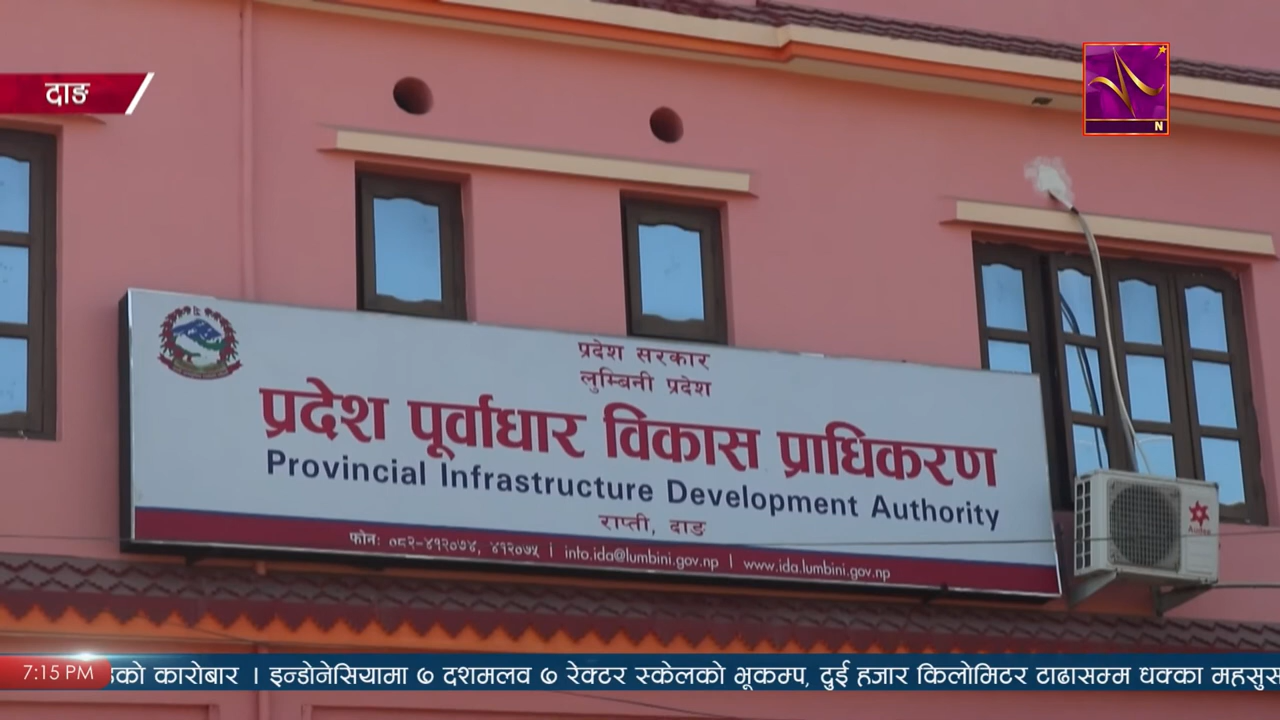 दाङ
N
प्रदेश सरकार
लुम्बिनी प्रदेश
प्रदेश पूर्वाधार विकास प्राधिकरण
Provincial Infrastructure Development Authority
राप्ती, दाङ
फोन: ०८२-४१२०७४, ४१२०७५ | info.ida@lumbini.gov.np | www.ida.lumbini.gov.np
7:15 PM
को कारोबार । इन्डोनेसियामा ७ दशमलव ७ रेक्टर स्केलको भूकम्प, दुई हजार किलोमिटर टाढासम्म धक्का महसुस